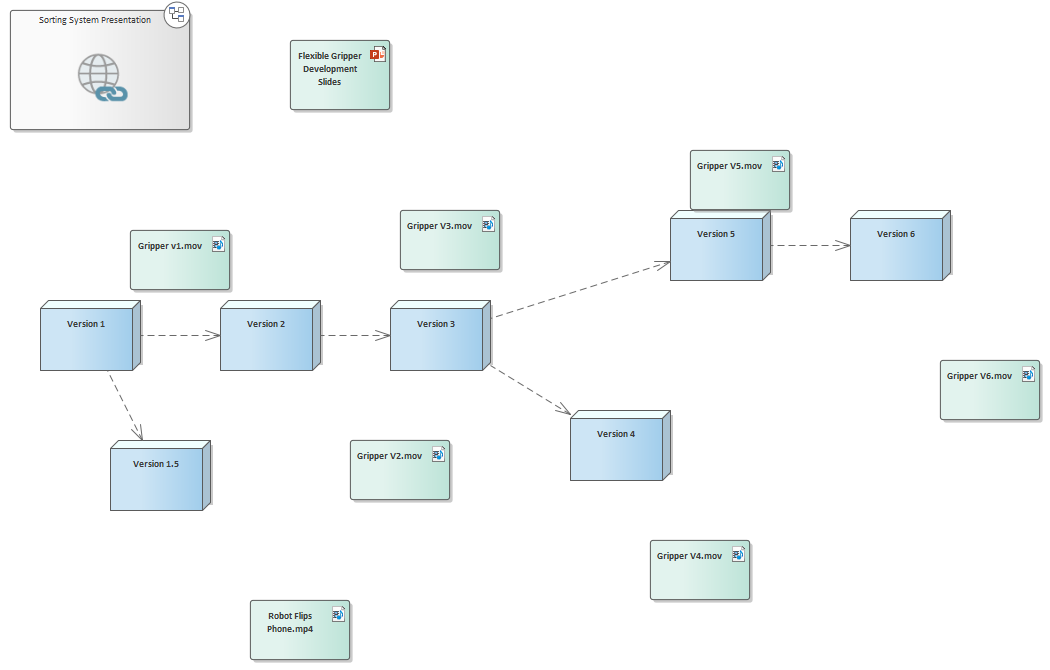 Sorting System Presentation
Flexible Gripper
Development
Slides
Gripper V5.mov
Gripper V3.mov
Version 5
Version 6
Gripper v1.mov
Version 1
Version 2
Version 3
Gripper V6.mov
Version 4
Gripper V2.mov
Version 1.5
Gripper V4.mov
Robot Flips
Phone.mp4